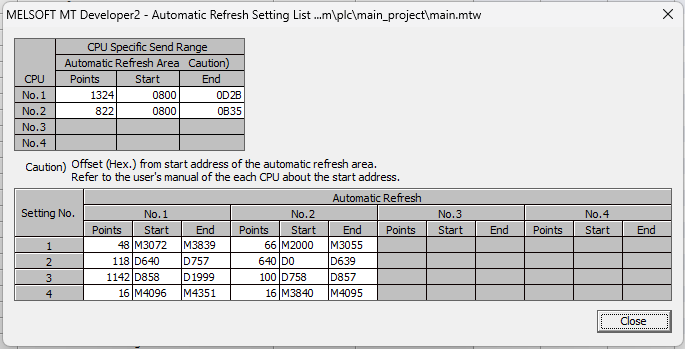 MELSOFT MT Developer2 - Automatic Refresh Setting List ...m\plc\main_project\main.mtw
CPU Specific Send Range
Automatic Refresh Area Caution)
CPU Points Start End
No.1 1324 0800 0D2B
No.2 822 0800 0B35
No.3
No.4
Caution) Offset (Hex.) from start address of the automatic refresh area.
Refer to the user's manual of the each CPU about the start address.
Automatic Refresh
Setting No. No.1 No.2 No.3 No.4
Points Start End Points Start End Points Start End Points Start End
1 48 M3072 M3839 66 M2000 M3055
2 118 D640 D757 640 D0 D639
3 1142 D858 D1999 100 D758 D857
4 16 M4096 M4351 16 M3840 M4095
Close